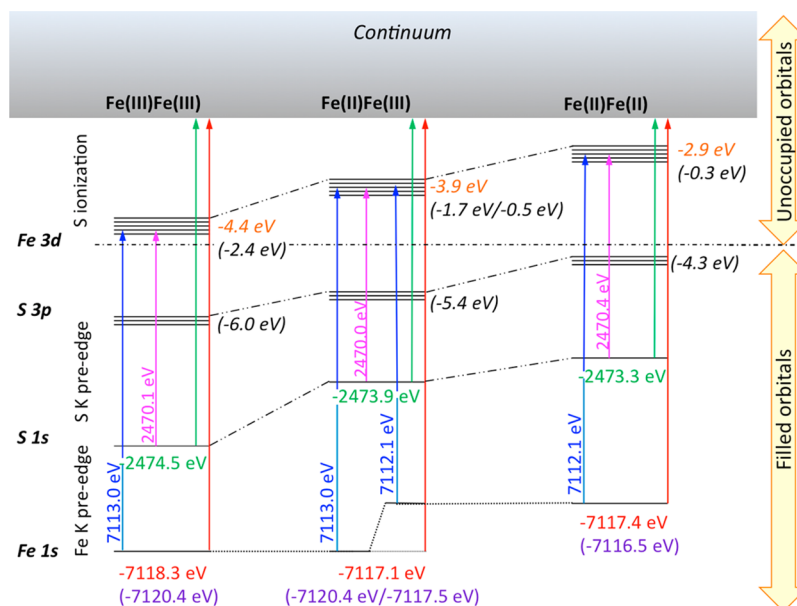 Continuum
Fe(III)Fe(III)
Fe(II)Fe(III)
Fe(II)Fe(II)
Unoccupied orbitals
S ionization
-4.4 eV
(-2.4 eV)
-3.9 eV
(-1.7 eV/-0.5 eV)
-2.9 eV
(-0.3 eV)
Fe 3d
S 3p
(-6.0 eV)
(-5.4 eV)
(-4.3 eV)
S K pre-edge
2470.1 eV
2470.0 eV
2470.4 eV
S 1s
-2474.5 eV
-2473.9 eV
-2473.3 eV
Filled orbitals
Fe K pre-edge
7113.0 eV
7113.0 eV
7112.1 eV
7112.1 eV
Fe 1s
-7118.3 eV
(-7120.4 eV)
-7117.1 eV
(-7120.4 eV/-7117.5 eV)
-7117.4 eV
(-7116.5 eV)